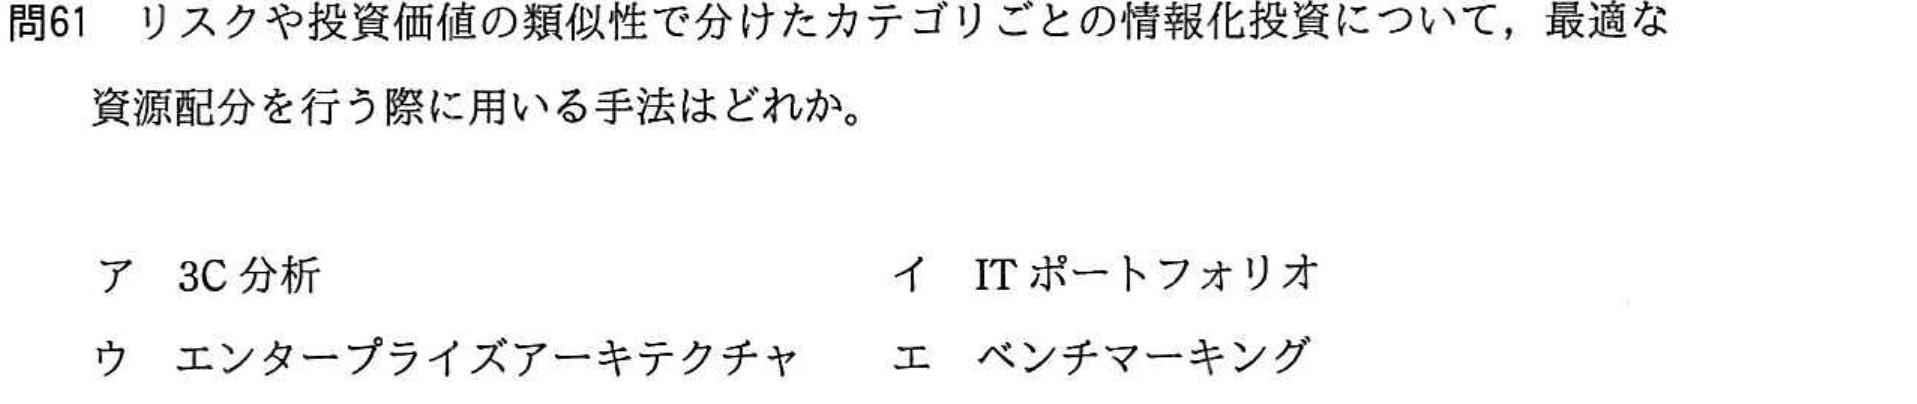 問61 リスクや投資価値の類似性で分けたカテゴリごとの情報化投資について，最適な
資源配分を行う際に用いる手法はどれか。
ア 3C 分析 イ IT ポートフォリオ
ウ エンタープライズアーキテクチャ エ ベンチマーキング